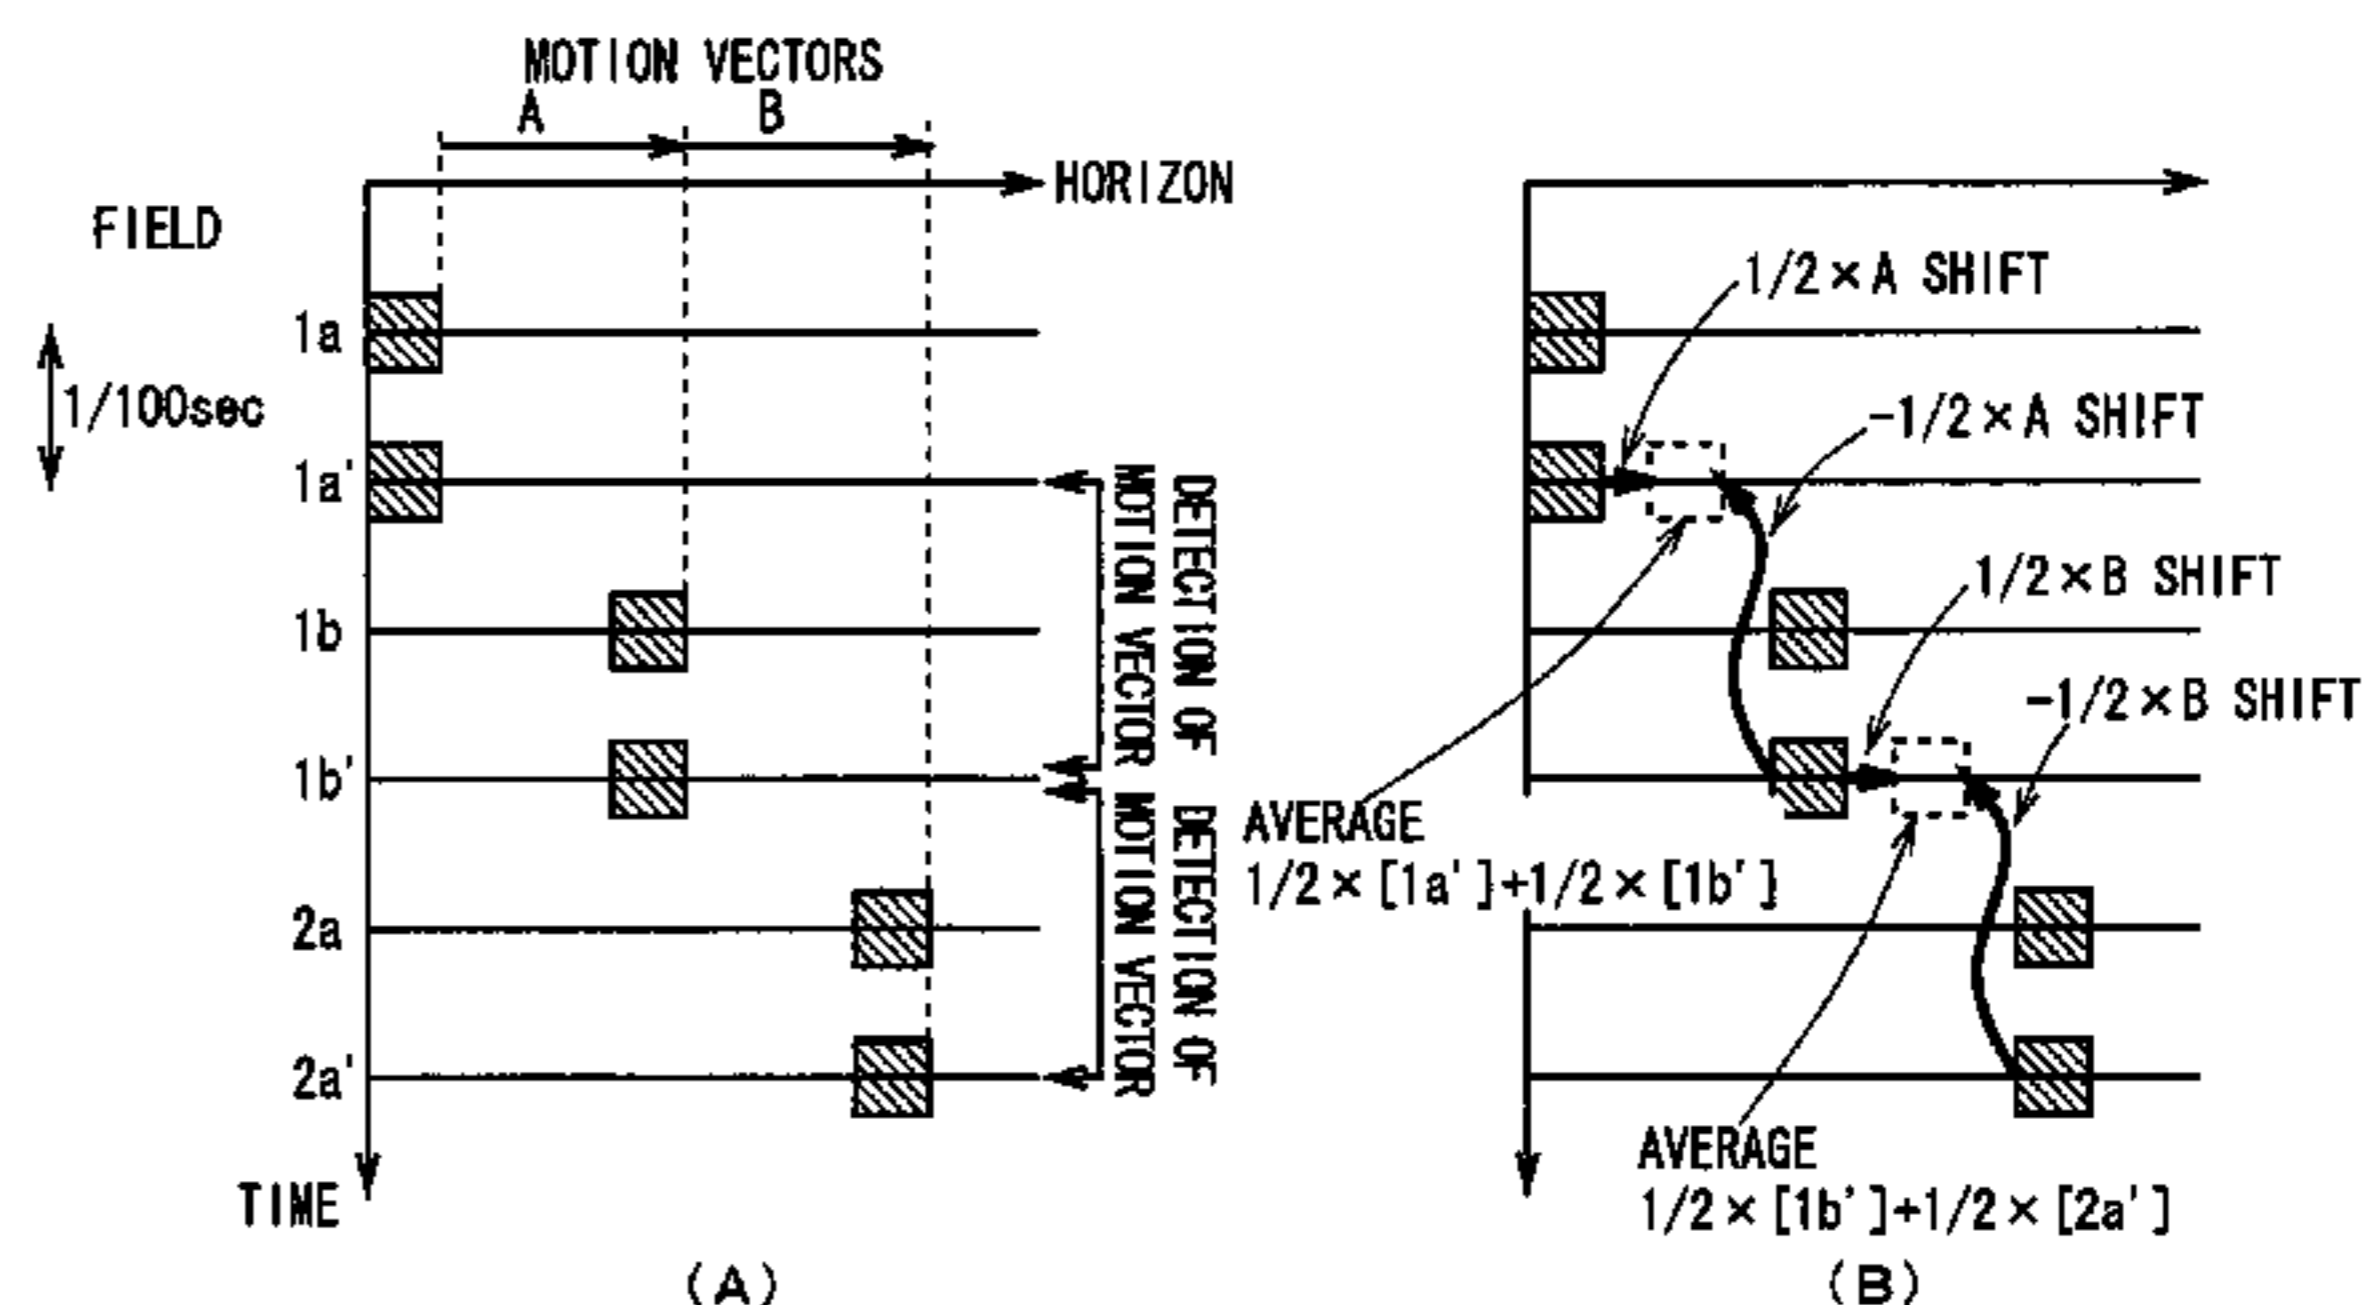 MOTION VECTORS
A B
HORIZON
FIELD
1a
1/100sec
1a'
1b
1b'
2a
2a'
TIME
DETECTION OF
MOTION VECTOR
DETECTION OF
MOTION VECTOR
(A)
1/2×A SHIFT
-1/2×A SHIFT
1/2×B SHIFT
-1/2×B SHIFT
AVERAGE
1/2×[1a']+1/2×[1b']
AVERAGE
1/2×[1b']+1/2×[2a']
(B)